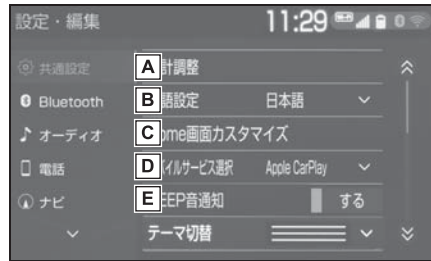 設定・編集 11:29
共通設定 A 計調整
Bluetooth B 語設定 日本語
オーディオ C ome画面カスタマイズ
電話 D バイルサービス選択 Apple CarPlay
ナビ E EEP音通知 する
テーマ切替